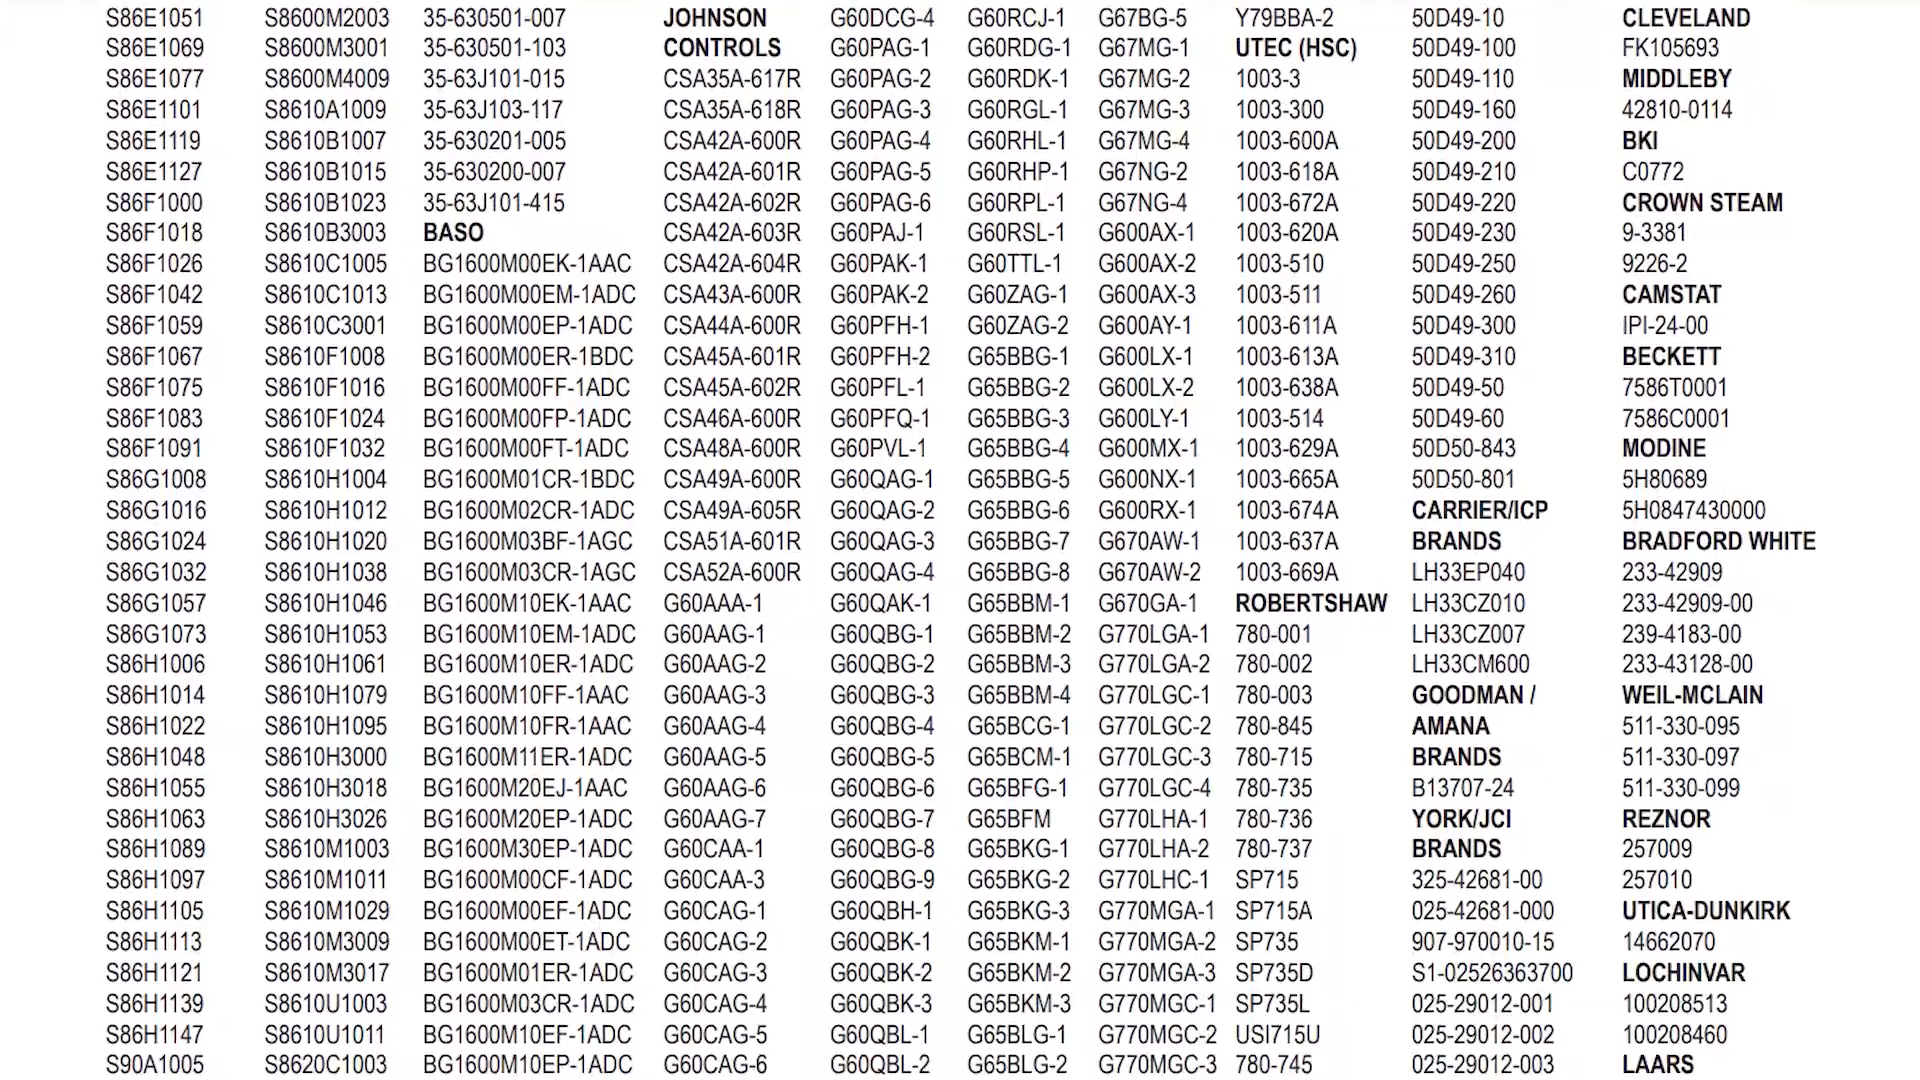 S86E1051 S8600M2003 35-630501-007 JOHNSON G60DCG-4 G60RCJ-1 G67BG-5 Y79BBA-2 50D49-10 CLEVELAND
S86E1069 S8600M3001 35-630501-103 CONTROLS G60PAG-1 G60RDG-1 G67MG-1 UTEC (HSC) 50D49-100 FK105693
S86E1077 S8600M4009 35-63J101-015 CSA35A-617R G60PAG-2 G60RDK-1 G67MG-2 1003-3 50D49-110 MIDDLEBY
S86E1101 S8610A1009 35-63J103-117 CSA35A-618R G60PAG-3 G60RGL-1 G67MG-3 1003-300 50D49-160 42810-0114
S86E1119 S8610B1007 35-630201-005 CSA42A-600R G60PAG-4 G60RHL-1 G67MG-4 1003-600A 50D49-200 BKI
S86E1127 S8610B1015 35-630200-007 CSA42A-601R G60PAG-5 G60RHP-1 G67NG-2 1003-618A 50D49-210 C0772
S86F1000 S8610B1023 35-63J101-415 CSA42A-602R G60PAG-6 G60RPL-1 G67NG-4 1003-672A 50D49-220 CROWN STEAM
S86F1018 S8610B3003 BASO CSA42A-603R G60PAJ-1 G60RSL-1 G600AX-1 1003-620A 50D49-230 9-3381
S86F1026 S8610C1005 BG1600M00EK-1AAC CSA42A-604R G60PAK-1 G60TTL-1 G600AX-2 1003-510 50D49-250 9226-2
S86F1042 S8610C1013 BG1600M00EM-1ADC CSA43A-600R G60PAK-2 G60ZAG-1 G600AX-3 1003-511 50D49-260 CAMSTAT
S86F1059 S8610C3001 BG1600M00EP-1ADC CSA44A-600R G60PFH-1 G60ZAG-2 G600AY-1 1003-611A 50D49-300 IPI-24-00
S86F1067 S8610F1008 BG1600M00ER-1BDC CSA45A-601R G60PFH-2 G65BBG-1 G600LX-1 1003-613A 50D49-310 BECKETT
S86F1075 S8610F1016 BG1600M00FF-1ADC CSA45A-602R G60PFL-1 G65BBG-2 G600LX-2 1003-638A 50D49-50 7586T0001
S86F1083 S8610F1024 BG1600M00FP-1ADC CSA46A-600R G60PFQ-1 G65BBG-3 G600LY-1 1003-514 50D49-60 7586C0001
S86F1091 S8610F1032 BG1600M00FT-1ADC CSA48A-600R G60PVL-1 G65BBG-4 G600MX-1 1003-629A 50D50-843 MODINE
S86G1008 S8610H1004 BG1600M01CR-1BDC CSA49A-600R G60QAG-1 G65BBG-5 G600NX-1 1003-665A 50D50-801 5H80689
S86G1016 S8610H1012 BG1600M02CR-1ADC CSA49A-605R G60QAG-2 G65BBG-6 G600RX-1 1003-674A CARRIER/ICP 5H0847430000
S86G1024 S8610H1020 BG1600M03BF-1AGC CSA51A-601R G60QAG-3 G65BBG-7 G670AW-1 1003-637A BRANDS BRADFORD WHITE
S86G1032 S8610H1038 BG1600M03CR-1AGC CSA52A-600R G60QAG-4 G65BBG-8 G670AW-2 1003-669A LH33EP040 233-42909
S86G1057 S8610H1046 BG1600M10EK-1AAC G60AAA-1 G60QAK-1 G65BBM-1 G670GA-1 ROBERTSHAW LH33CZ010 233-42909-00
S86G1073 S8610H1053 BG1600M10EM-1ADC G60AAG-1 G60QBG-1 G65BBM-2 G770LGA-1 780-001 LH33CZ007 239-4183-00
S86H1006 S8610H1061 BG1600M10ER-1ADC G60AAG-2 G60QBG-2 G65BBM-3 G770LGA-2 780-002 LH33CM600 233-43128-00
S86H1014 S8610H1079 BG1600M10FF-1AAC G60AAG-3 G60QBG-3 G65BBM-4 G770LGC-1 780-003 GOODMAN / WEIL-MCLAIN
S86H1022 S8610H1095 BG1600M10FR-1AAC G60AAG-4 G60QBG-4 G65BCG-1 G770LGC-2 780-845 AMANA 511-330-095
S86H1048 S8610H3000 BG1600M11ER-1ADC G60AAG-5 G60QBG-5 G65BCM-1 G770LGC-3 780-715 BRANDS 511-330-097
S86H1055 S8610H3018 BG1600M20EJ-1AAC G60AAG-6 G60QBG-6 G65BFG-1 G770LGC-4 780-735 B13707-24 511-330-099
S86H1063 S8610H3026 BG1600M20EP-1ADC G60AAG-7 G60QBG-7 G65BFM G770LHA-1 780-736 YORK/JCI REZNOR
S86H1089 S8610M1003 BG1600M30EP-1ADC G60CAA-1 G60QBG-8 G65BKG-1 G770LHA-2 780-737 BRANDS 257009
S86H1097 S8610M1011 BG1600M00CF-1ADC G60CAA-3 G60QBG-9 G65BKG-2 G770LHC-1 SP715 325-42681-00 257010
S86H1105 S8610M1029 BG1600M00EF-1ADC G60CAG-1 G60QBH-1 G65BKG-3 G770MGA-1 SP715A 025-42681-000 UTICA-DUNKIRK
S86H1113 S8610M3009 BG1600M00ET-1ADC G60CAG-2 G60QBK-1 G65BKM-1 G770MGA-2 SP735 907-970010-15 14662070
S86H1121 S8610M3017 BG1600M01ER-1ADC G60CAG-3 G60QBK-2 G65BKM-2 G770MGA-3 SP735D S1-02526363700 LOCHINVAR
S86H1139 S8610U1003 BG1600M03CR-1ADC G60CAG-4 G60QBK-3 G65BKM-3 G770MGC-1 SP735L 025-29012-001 100208513
S86H1147 S8610U1011 BG1600M10EF-1ADC G60CAG-5 G60QBL-1 G65BLG-1 G770MGC-2 USI715U 025-29012-002 100208460
S90A1005 S8620C1003 BG1600M10EP-1ADC G60CAG-6 G60QBL-2 G65BLG-2 G770MGC-3 780-745 025-29012-003 LAARS